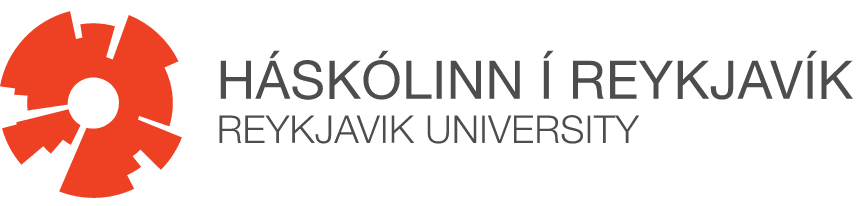 HÁSKÓLINN Í REYKJAVÍK
REYKJAVIK UNIVERSITY